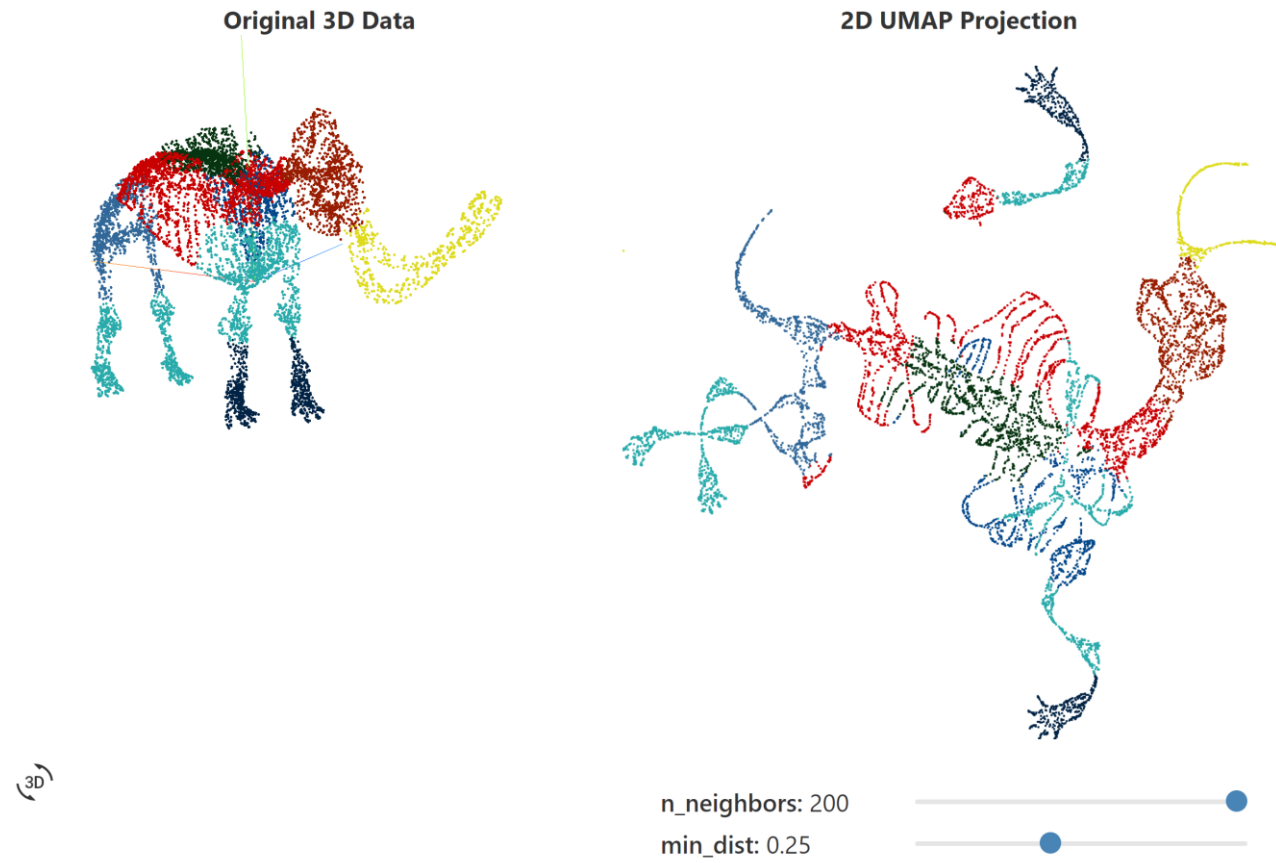 Original 3D Data
2D UMAP Projection
3D
n_neighbors: 200
min_dist: 0.25